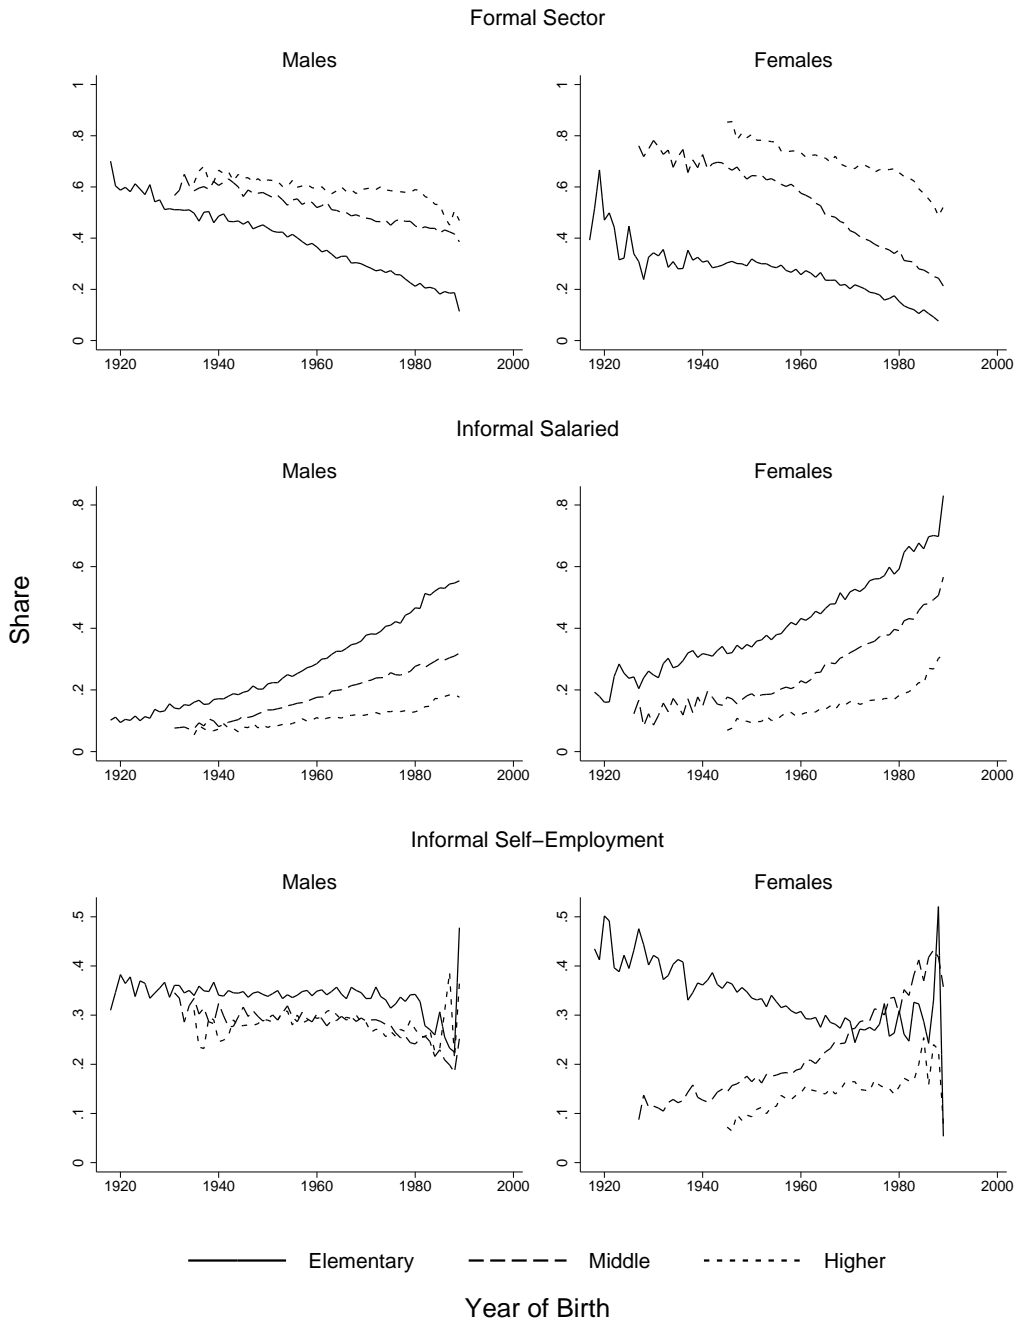 Formal Sector
Males Females
1 1
.8 .8
.6 .6
.4 .4
.2 .2
0 0
1920 1940 1960 1980 2000 1920 1940 1960 1980 2000
Informal Salaried
Males Females
.8 .8
.6 .6
Share
.4 .4
.2 .2
0 0
1920 1940 1960 1980 2000 1920 1940 1960 1980 2000
Informal Self−Employment
Males Females
.5 .5
.4 .4
.3 .3
.2 .2
.1 .1
0 0
1920 1940 1960 1980 2000 1920 1940 1960 1980 2000
Elementary Middle Higher
Year of Birth